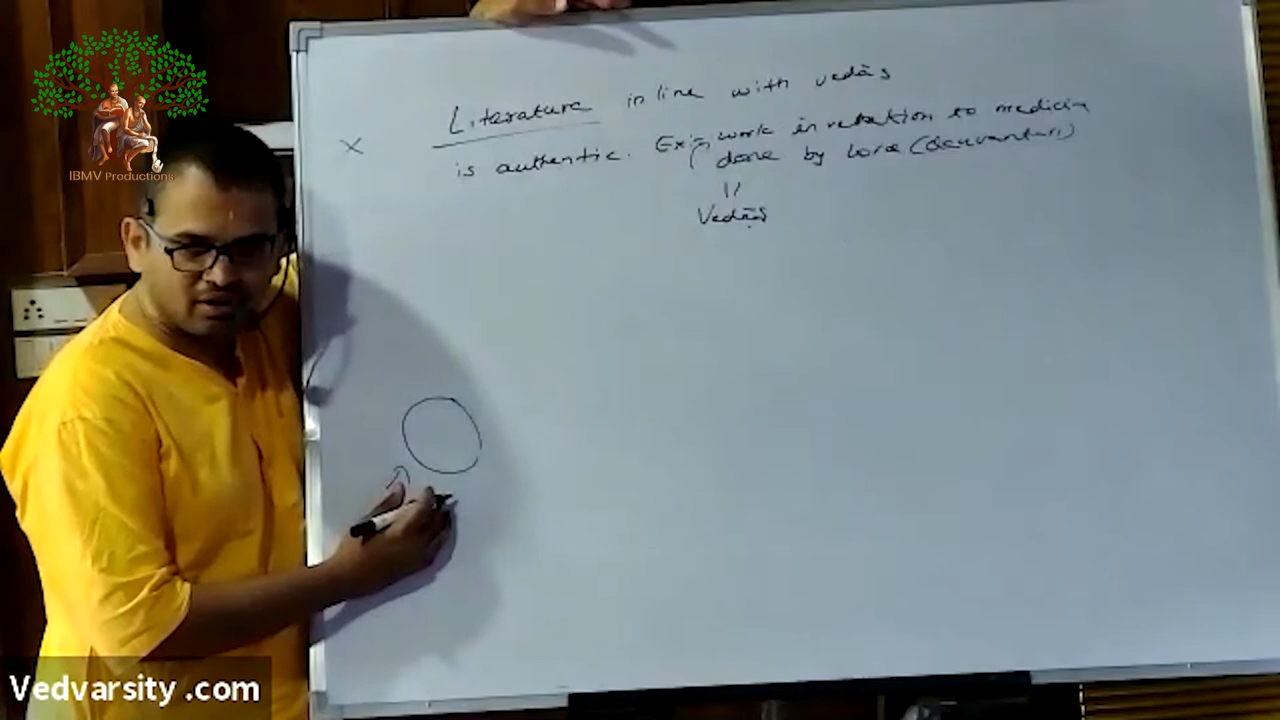 IBMV Productions
Literature in line with vedās
is authentic. Ex:- work in relation to medicine
(done by Lord (Danvantari)
Vedās
X
Vedvarsity .com